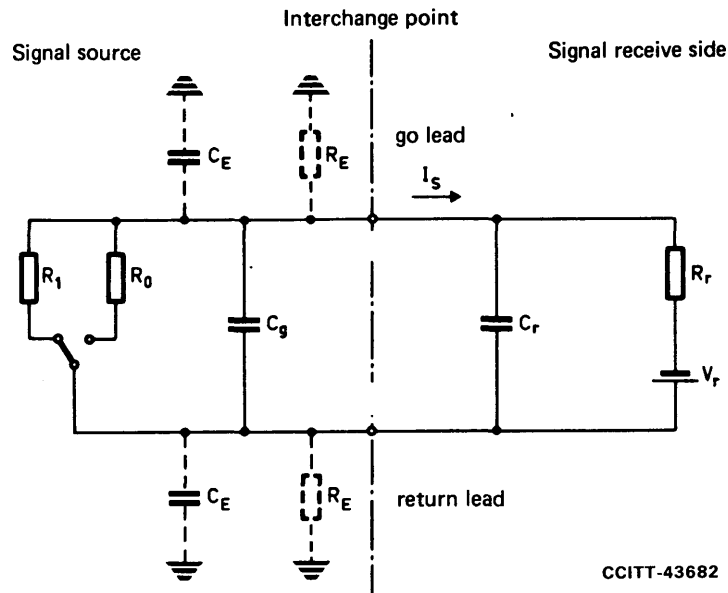 Interchange point
Signal source
Signal receive side
C_E
R_E
go lead
I_S
R_1
R_0
C_g
C_r
R_r
V_r
C_E
R_E
return lead
CCITT-43682